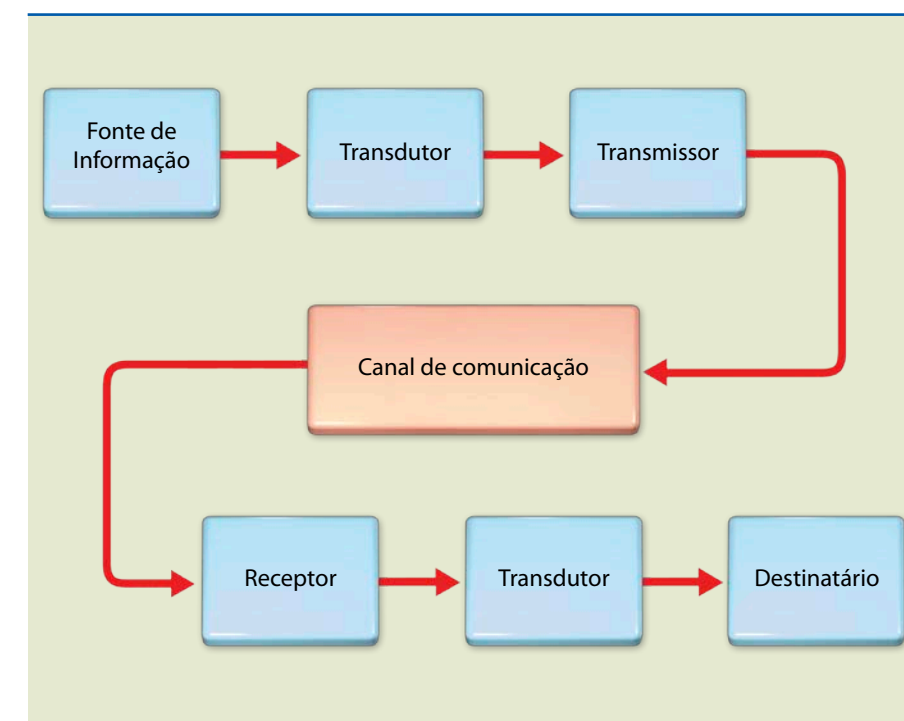 Fonte de
Informação
Transdutor
Transmissor
Canal de comunicação
Receptor
Transdutor
Destinatário